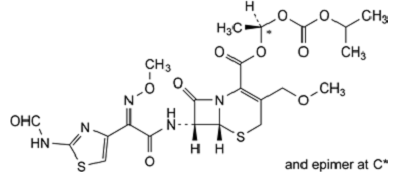 H
O O
H₃C * CH₃
O O CH₃
O
CH₃
O
O O CH₃
N N
OHC N H
HN N
S O H H S
and epimer at C*